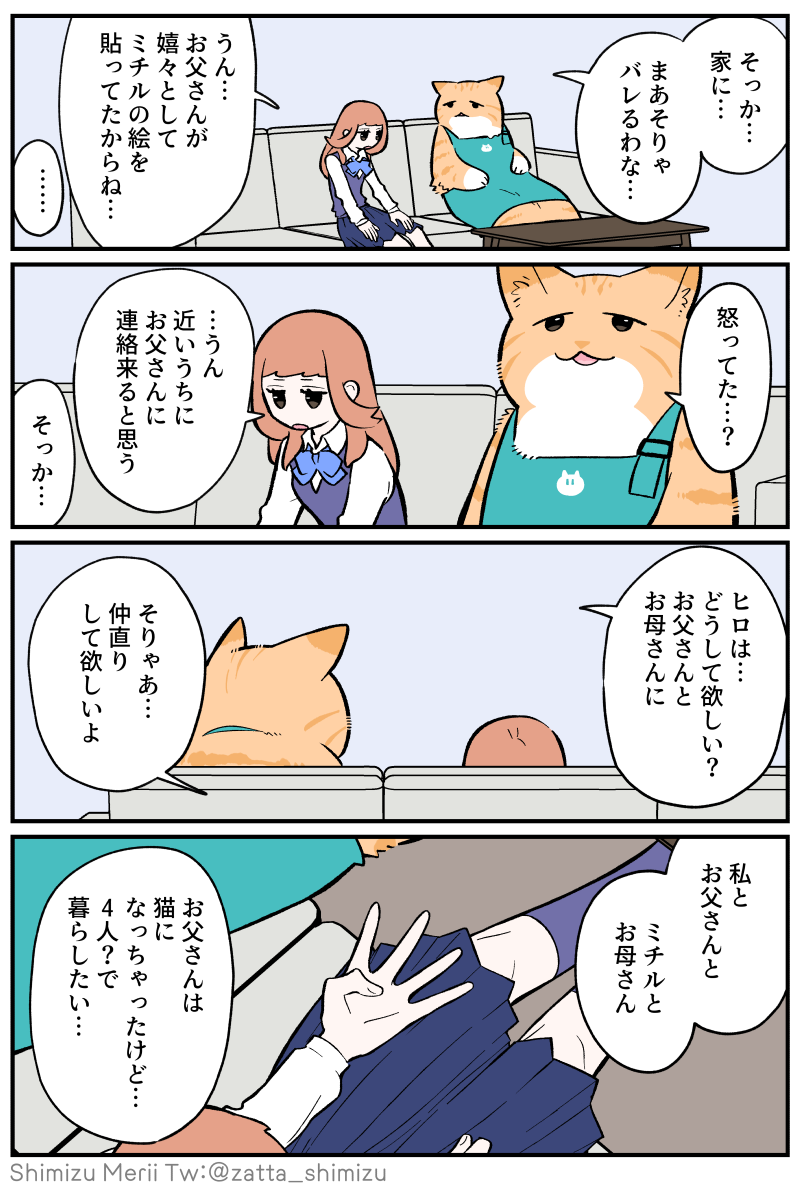 そっか…
家に…
まあそりゃ
バレるわな…
うん…
お父さんが
嬉々として
ミチルの絵を
貼ってたからね…
……
怒ってた…?
…うん
近いうちに
お父さんに
連絡来ると思う
そっか…
ヒロは…
どうして欲しい?
お父さんと
お母さんに
そりゃあ…
仲直り
して欲しいよ
私と
お父さんと
ミチルと
お母さん
お父さんは
猫に
なっちゃったけど…
4人?で
暮らしたい…
Shimizu Merii Tw:@zatta_shimizu